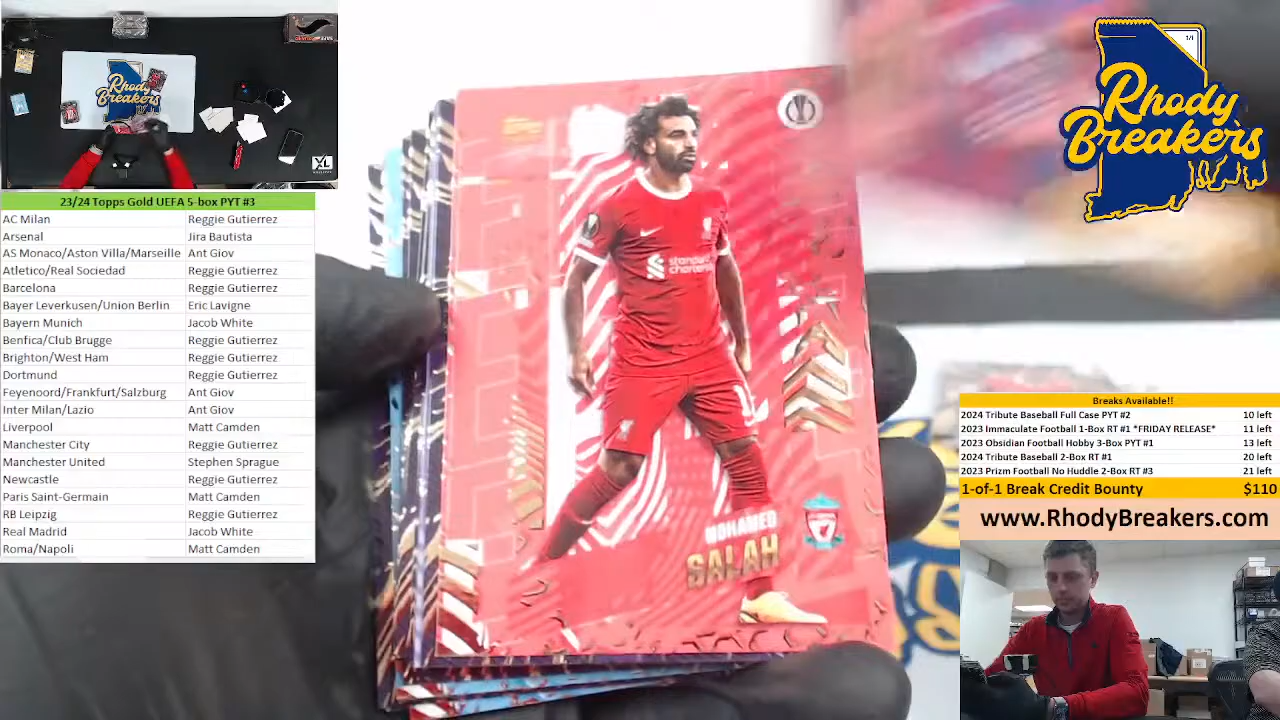 Rhody
Breakers
XL
23/24 Topps Gold UEFA 5-box PYT #3
AC Milan Reggie Gutierrez
Arsenal Jira Bautista
AS Monaco/Aston Villa/Marseille Ant Giov
Atletico/Real Sociedad Reggie Gutierrez
Barcelona Reggie Gutierrez
Bayer Leverkusen/Union Berlin Eric Lavigne
Bayern Munich Jacob White
Benfica/Club Brugge Reggie Gutierrez
Brighton/West Ham Reggie Gutierrez
Dortmund Reggie Gutierrez
Feyenoord/Frankfurt/Salzburg Ant Giov
Inter Milan/Lazio Ant Giov
Liverpool Matt Camden
Manchester City Reggie Gutierrez
Manchester United Stephen Sprague
Newcastle Reggie Gutierrez
Paris Saint-Germain Matt Camden
RB Leipzig Reggie Gutierrez
Real Madrid Jacob White
Roma/Napoli Matt Camden
standard
chartered
MOHAMED
SALAH
1/1
Rhody
Breakers
Breaks Available!!
2024 Tribute Baseball Full Case PYT #2 10 left
2023 Immaculate Football 1-Box RT #1 *FRIDAY RELEASE* 11 left
2023 Obsidian Football Hobby 3-Box PYT #1 13 left
2024 Tribute Baseball 2-Box RT #1 20 left
2023 Prizm Football No Huddle 2-Box RT #3 21 left
1-of-1 Break Credit Bounty $110
www.RhodyBreakers.com